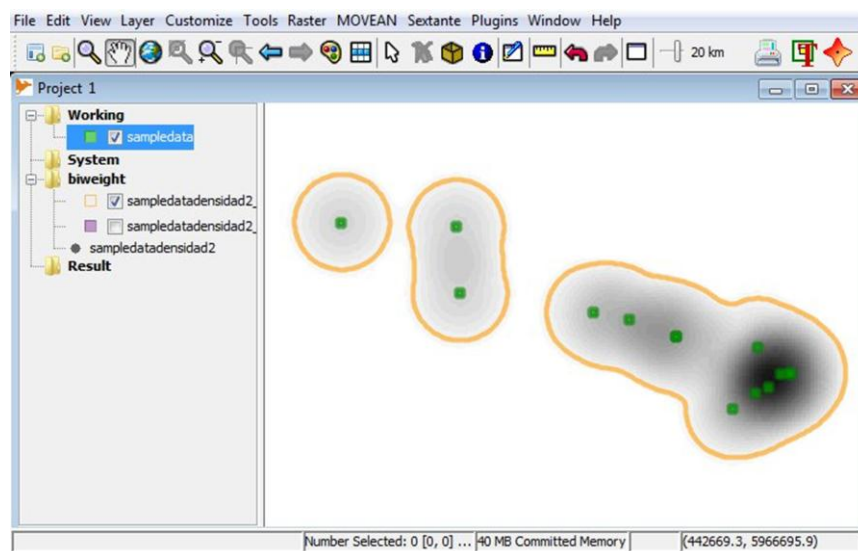 File Edit View Layer Customize Tools Raster MOVEAN Sextante Plugins Window Help
20 km
Project 1
Working
sampledata
System
biweight
sampledatadensidad2_
sampledatadensidad2_
sampledatadensidad2
Result
Number Selected: 0 [0, 0] ... 40 MB Committed Memory (442669.3, 5966695.9)